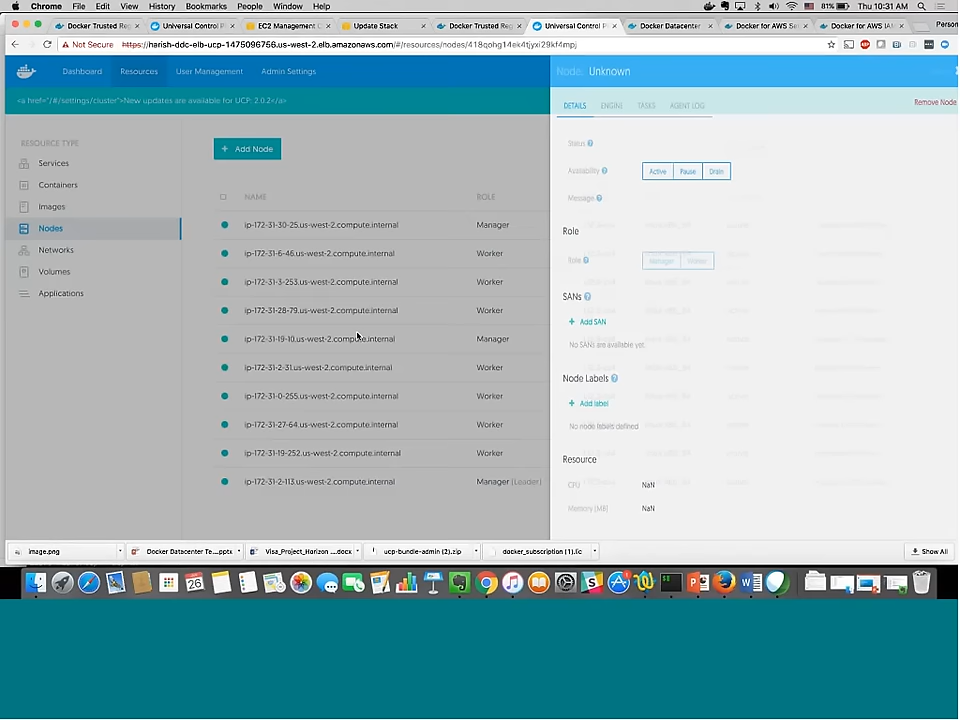 Chrome File Edit View History Bookmarks People Window Help 81% Thu 10:31 AM
Docker Trusted Reg Universal Control P EC2 Management C Update Stack Docker Trusted Reg Universal Control P Docker Datacenter Docker for AWS Se Docker for AWS IA Person
Not Secure https://harish-ddc-elb-ucp-1475096756.us-west-2.elb.amazonaws.com/#/resources/nodes/418qohg14ek4tjyxi29kf4mpj
Dashboard Resources User Management Admin Settings
Node: Unknown
<a href="/#/settings/cluster">New updates are available for UCP: 2.0.2</a>
DETAILS ENGINE TASKS AGENT LOG
Remove Node
RESOURCE TYPE
Services
Containers
Images
Nodes
Networks
Volumes
Applications
+ Add Node
NAME ROLE
ip-172-31-30-25.us-west-2.compute.internal Manager
ip-172-31-6-46.us-west-2.compute.internal Worker
ip-172-31-3-253.us-west-2.compute.internal Worker
ip-172-31-28-79.us-west-2.compute.internal Worker
ip-172-31-19-10.us-west-2.compute.internal Manager
ip-172-31-2-31.us-west-2.compute.internal Worker
ip-172-31-0-255.us-west-2.compute.internal Worker
ip-172-31-27-64.us-west-2.compute.internal Worker
ip-172-31-19-252.us-west-2.compute.internal Worker
ip-172-31-2-113.us-west-2.compute.internal Manager (Leader)
Status ?
Availability ? Active Pause Drain
Message ?
Role
Role ? Manager Worker
SANs ?
+ Add SAN
No SANs are available yet.
Node Labels ?
+ Add label
No node labels defined
Resource
CPU NaN
Memory (MB) NaN
image.png Docker Datacenter Te....pptx Visa_Project_Horizon ....docx ucp-bundle-admin (2).zip docker_subscription (1).lic Show All
26